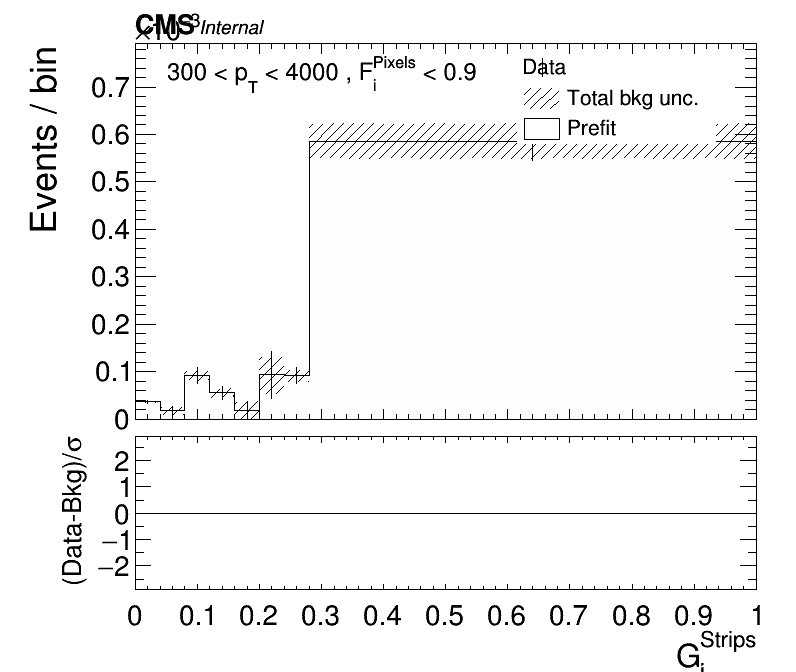 CMS Internal
×10⁻³
300 < p_T < 4000 , F_i^Pixels < 0.9
Data
Total bkg unc.
Prefit
Events / bin
0.7
0.6
0.5
0.4
0.3
0.2
0.1
0
(Data-Bkg)/σ
2
1
0
−1
−2
0 0.1 0.2 0.3 0.4 0.5 0.6 0.7 0.8 0.9 1
G_i^Strips